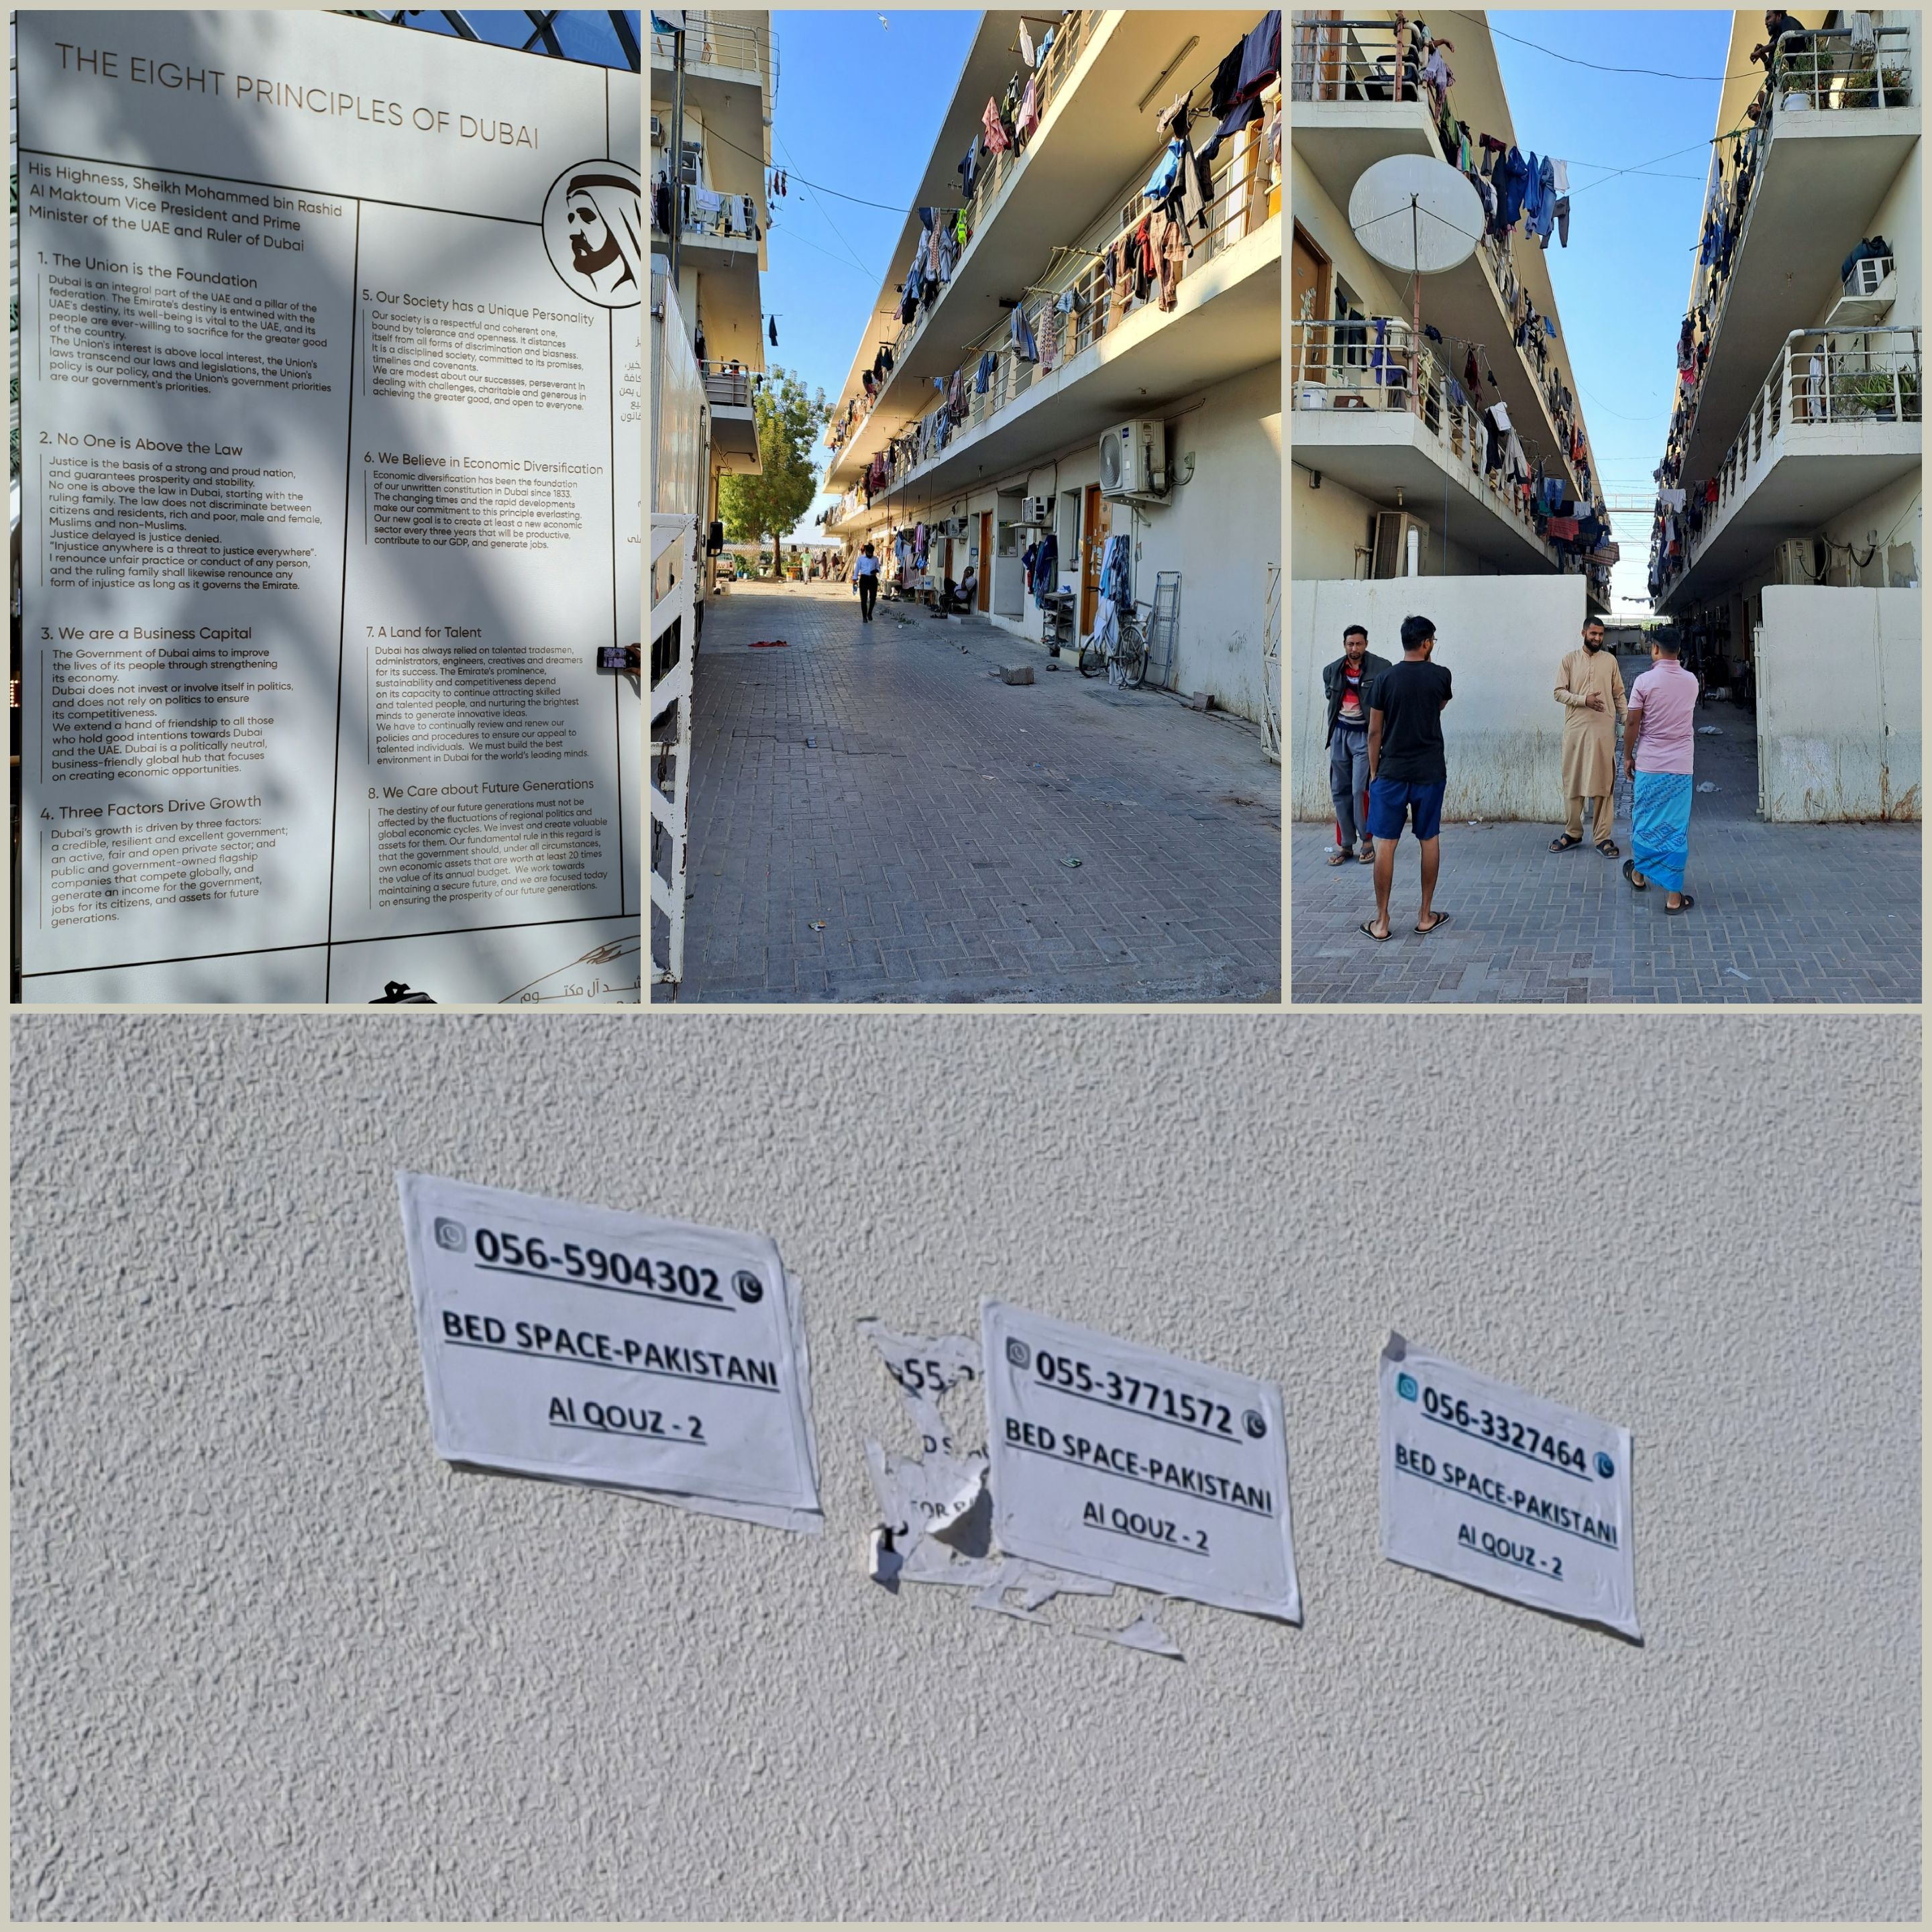 THE EIGHT PRINCIPLES OF DUBAI
His Highness, Sheikh Mohammed bin Rashid
Al Maktoum Vice President and Prime
Minister of the UAE and Ruler of Dubai
1. The Union is the Foundation
Dubai is an integral part of the UAE and a pillar of the
federation. The Emirate's destiny is entwined with the
UAE's destiny, its well-being is vital to the UAE, and its
people are ever-willing to sacrifice for the greater good
of the country.
The Union's interest is above local interest, the Union's
laws transcend our laws and legislations, the Union's
policy is our policy, and the Union's government priorities
are our government's priorities.
2. No One is Above the Law
Justice is the basis of a strong and proud nation,
and guarantees prosperity and stability.
No one is above the law in Dubai, starting with the
ruling family. The law does not discriminate between
citizens and residents, rich and poor, male and female,
Muslims and non-Muslims.
Justice delayed is justice denied.
"Injustice anywhere is a threat to justice everywhere".
I renounce unfair practice or conduct of any person,
and the ruling family shall likewise renounce any
form of injustice as long as it governs the Emirate.
3. We are a Business Capital
The Government of Dubai aims to improve
the lives of its people through strengthening
its economy.
Dubai does not invest or involve itself in politics,
and does not rely on politics to ensure
its competitiveness.
We extend a hand of friendship to all those
who hold good intentions towards Dubai
and the UAE. Dubai is a politically neutral,
business-friendly global hub that focuses
on creating economic opportunities.
4. Three Factors Drive Growth
Dubai's growth is driven by three factors:
a credible, resilient and excellent government;
an active, fair and open private sector; and
public and government-owned flagship
companies that compete globally, and
generate an income for the government,
jobs for its citizens, and assets for future
generations.
5. Our Society has a Unique Personality
Our society is a respectful and coherent one,
bound by tolerance and openness. It distances
itself from all forms of discrimination and biasness.
It is a disciplined society, committed to its promises,
timelines and covenants.
We are modest about our successes, perseverant in
dealing with challenges, charitable and generous in
achieving the greater good, and open to everyone.
6. We Believe in Economic Diversification
Economic diversification has been the foundation
of our unwritten constitution in Dubai since 1833.
The changing times and the rapid developments
make our commitment to this principle everlasting.
Our new goal is to create at least a new economic
sector every three years that will be productive,
contribute to our GDP, and generate jobs.
7. A Land for Talent
Dubai has always relied on talented tradesmen,
administrators, engineers, creatives and dreamers
for its success. The Emirate's prominence,
sustainability and competitiveness depend
on its capacity to continue attracting skilled
and talented people, and nurturing the brightest
minds to generate innovative ideas.
We have to continually review and renew our
policies and procedures to ensure our appeal to
talented individuals. We must build the best
environment in Dubai for the world's leading minds.
8. We Care about Future Generations
The destiny of our future generations must not be
affected by the fluctuations of regional politics and
global economic cycles. We invest and create valuable
assets for them. Our fundamental rule in this regard is
that the government should, under all circumstances,
own economic assets that are worth at least 20 times
the value of its annual budget. We work towards
maintaining a secure future, and we are focused today
on ensuring the prosperity of our future generations.
056-5904302
BED SPACE-PAKISTANI
Al QOUZ - 2
055-3771572
BED SPACE-PAKISTANI
Al QOUZ - 2
056-3327464
BED SPACE-PAKISTANI
Al QOUZ - 2